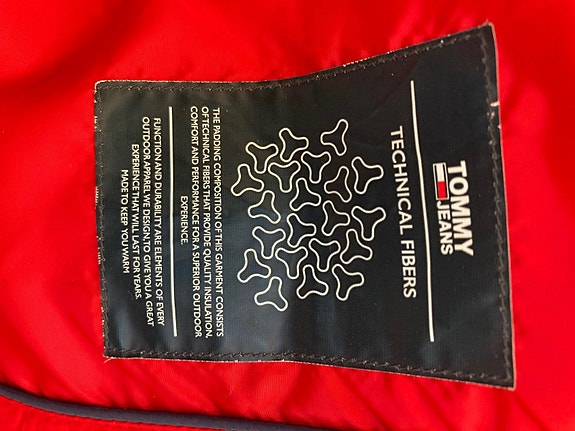 TOMMY
JEANS
TECHNICAL FIBERS
THE PADDING COMPOSITION OF THIS GARMENT CONSISTS
OF TECHNICAL FIBERS THAT PROVIDE QUALITY INSULATION,
COMFORT AND PERFORMANCE FOR A SUPERIOR OUTDOOR
EXPERIENCE.
FUNCTION AND DURABILITY ARE ELEMENTS OF EVERY
OUTDOOR APPAREL WE DESIGN, TO GIVE YOU A GREAT
EXPERIENCE THAT WILL LAST FOR YEARS.
MADE TO KEEP YOU WARM